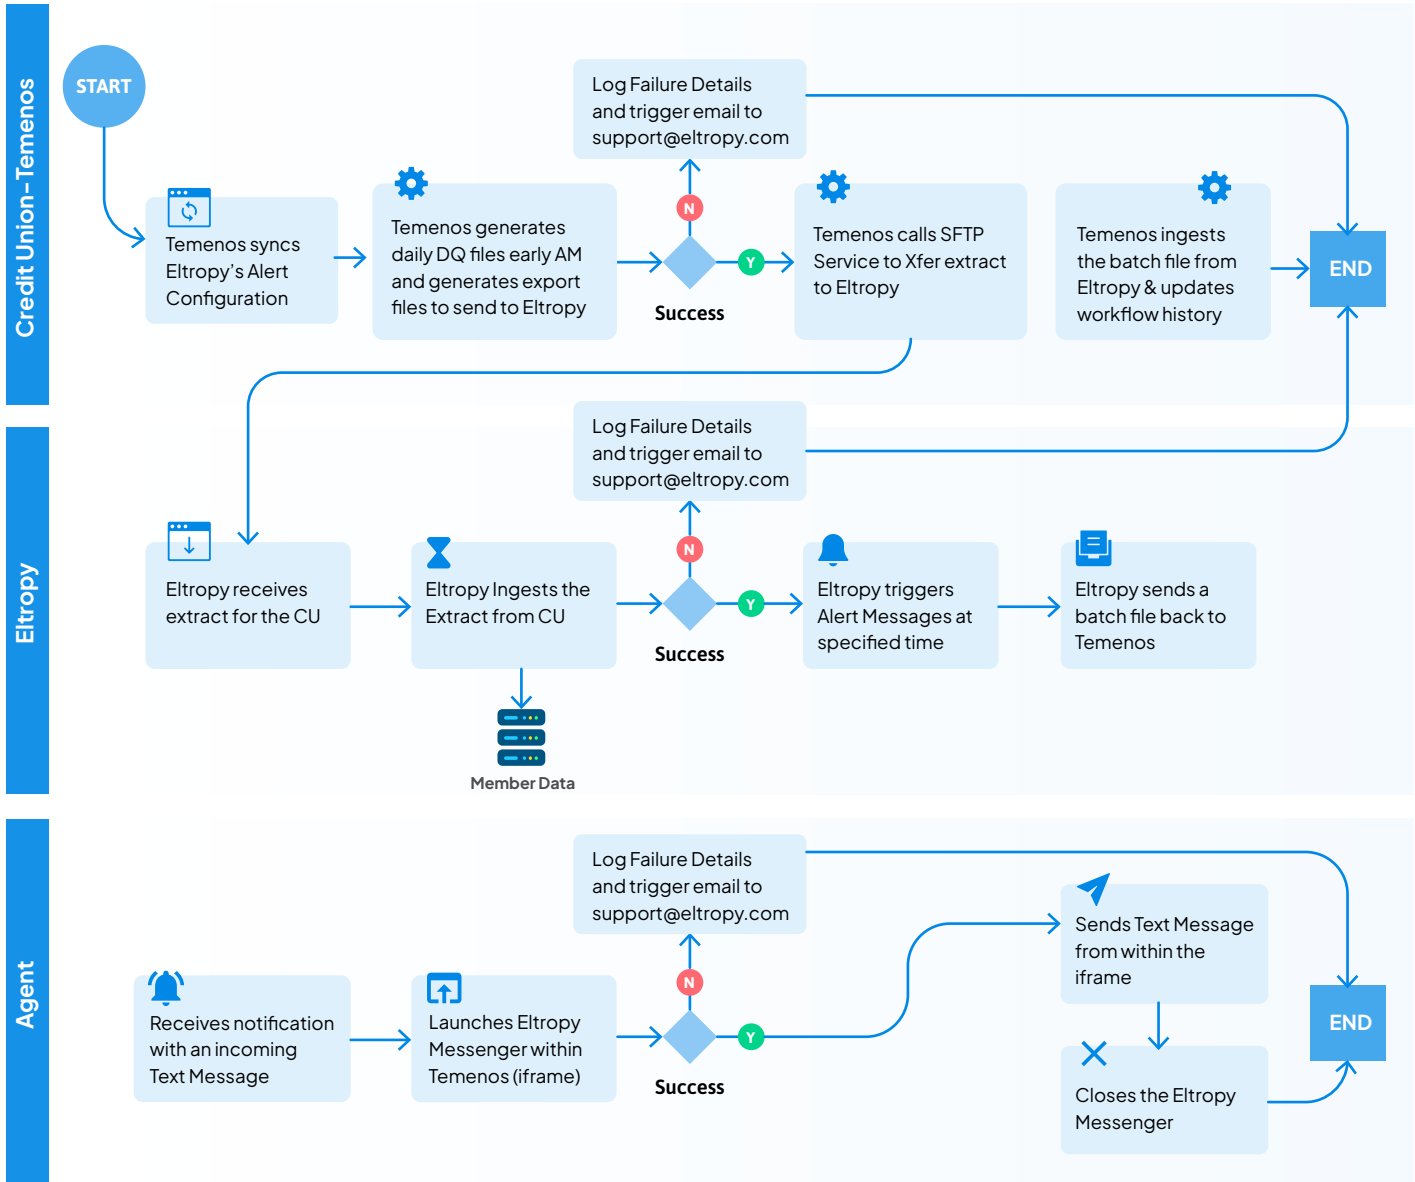 Credit Union–Temenos
START
Log Failure Details
and trigger email to
support@eltropy.com
N
Temenos syncs
Eltropy’s Alert
Configuration
Temenos generates
daily DQ files early AM
and generates export
files to send to Eltropy
Y
Success
Temenos calls SFTP
Service to Xfer extract
to Eltropy
Temenos ingests
the batch file from
Eltropy & updates
workflow history
END
Eltropy
Log Failure Details
and trigger email to
support@eltropy.com
N
Eltropy receives
extract for the CU
Eltropy Ingests the
Extract from CU
Y
Success
Eltropy triggers
Alert Messages at
specified time
Eltropy sends a
batch file back to
Temenos
Member Data
Agent
Log Failure Details
and trigger email to
support@eltropy.com
N
Receives notification
with an incoming
Text Message
Launches Eltropy
Messenger within
Temenos (iframe)
Y
Success
Sends Text Message
from within the
iframe
Closes the Eltropy
Messenger
END